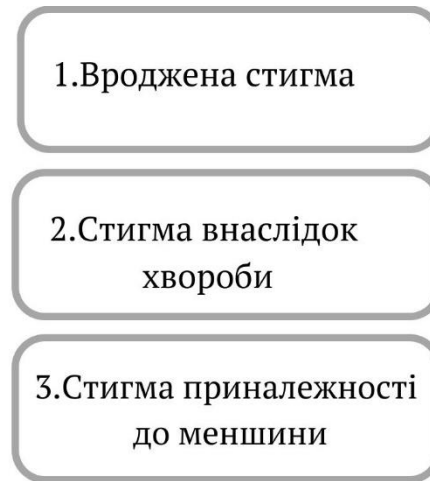 1.Вроджена стигма
2.Стигма внаслідок
хвороби
3.Стигма приналежності
до меншини